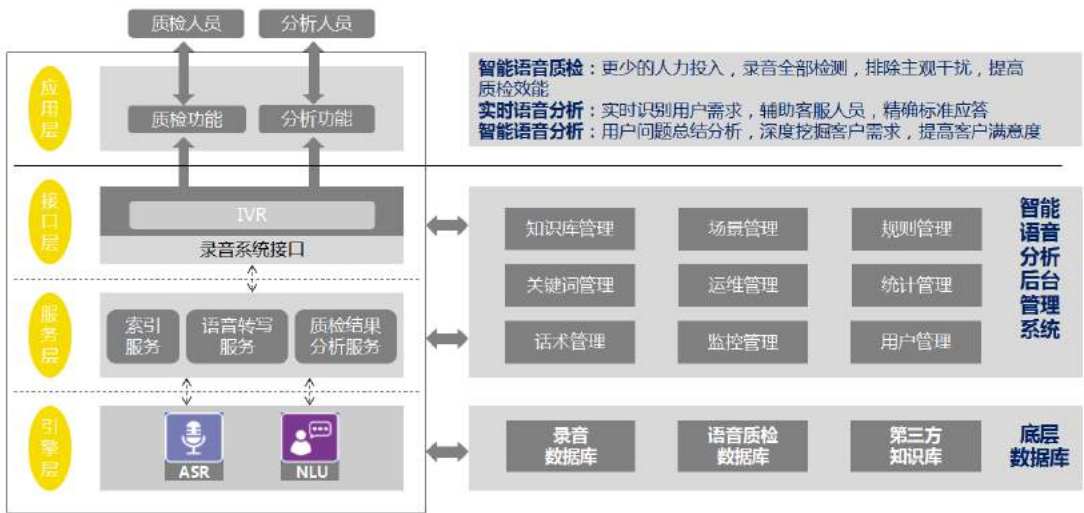 质检人员
分析人员
应用层
质检功能
分析功能
智能语音质检：更少的人力投入，录音全部检测，排除主观干扰，提高
质检效能
实时语音分析：实时识别用户需求，辅助客服人员，精确标准应答
智能语音分析：用户问题总结分析，深度挖掘客户需求，提高客户满意度
接口层
IVR
录音系统接口
服务层
索引
服务
语音转写
服务
质检结果
分析服务
知识库管理
场景管理
规则管理
关键词管理
运维管理
统计管理
话术管理
监控管理
用户管理
智能
语音
分析
后台
管理
系统
引擎层
ASR
NLU
录音
数据库
语音质检
数据库
第三方
知识库
底层
数据库